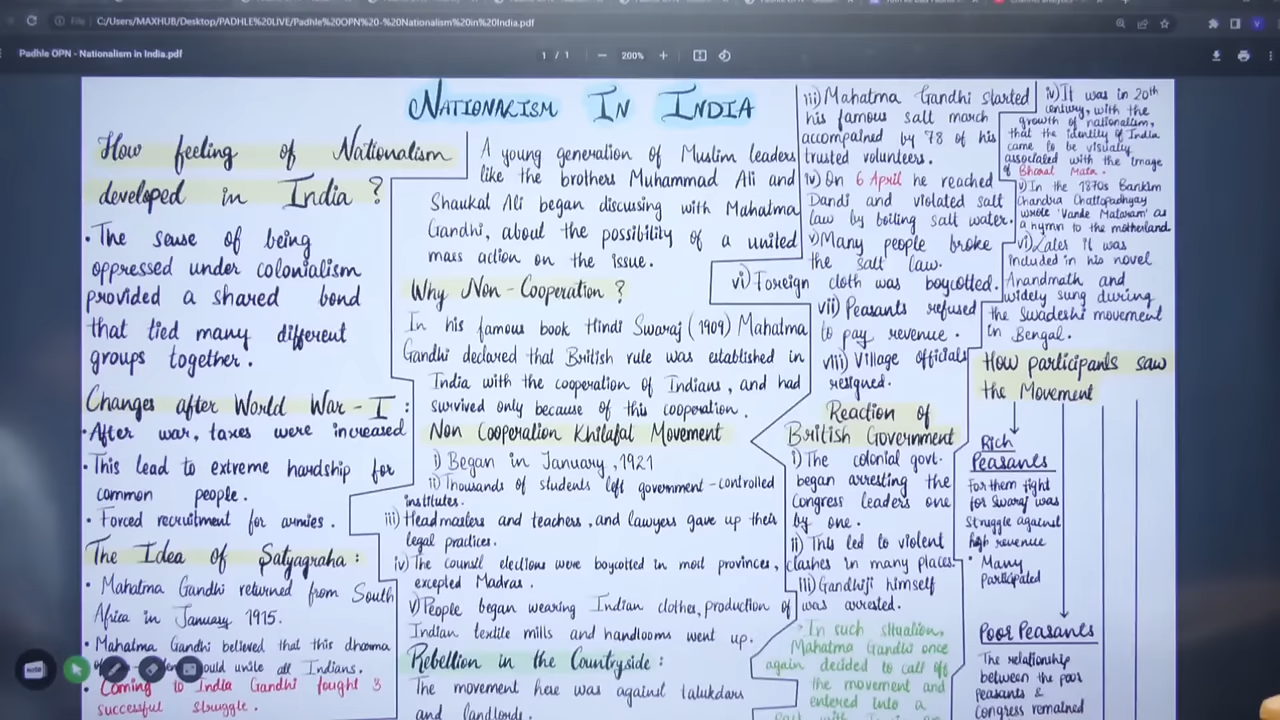 C:/Users/MAXHUB/Desktop/PADHLE%20LIVE/Padhle%20OPN%20-%20Nationalism%20in%20India.pdf
Padhle OPN - Nationalism in India.pdf
1 / 1
200%
NATIONALISM IN INDIA
How feeling of Nationalism
developed in India ?
• The sense of being
oppressed under colonialism
provided a shared bond
that tied many different
groups together.
Changes after World War - I :
• After war, taxes were increased
• This lead to extreme hardship for
common people.
• Forced recruitment for armies.
The Idea of Satyagraha :
• Mahatma Gandhi returned from South
Africa in January 1915.
• Mahatma Gandhi believed that this dharma
of could unite all Indians.
• Coming to India Gandhi fought 3
successful struggle.
A young generation of Muslim leaders
like the brothers Muhammad Ali and
Shaukat Ali began discussing with Mahatma
Gandhi, about the possibility of a united
mass action on the issue.
Why Non-Cooperation ?
In his famous book Hindi Swaraj (1909) Mahatma
Gandhi declared that British rule was established in
India with the cooperation of Indians, and had
survived only because of this cooperation.
Non Cooperation Khilafat Movement
i) Began in January, 1921
ii) Thousands of students left government-controlled
institutes.
iii) Headmasters and teachers, and lawyers gave up their
legal practices.
iv) The council elections were boycotted in most provinces,
excepted Madras.
v) People began wearing Indian clothes, production of
Indian textile mills and handlooms went up.
Rebellion in the Countryside :
The movement here was against talukdars
and landlords.
iii) Mahatma Gandhi started
his famous salt march
accompained by 78 of his
trusted volunteers.
iv) On 6 April he reached
Dandi and violated salt
law by boiling salt water.
v) Many people broke
the salt law.
vi) Foreign cloth was boycotted.
vii) Peasants refused
to pay revenue.
viii) Village officials
resigned.
Reaction of
British Government
i) The colonial govt.
began arresting the
Congress leaders one
by one.
ii) This led to violent
clashes in many places.
iii) Gandhiji himself
was arrested.
• In such situation,
Mahatma Gandhi once
again decided to call off
the movement and
entered into a
iv) It was in 20th
century, with the
growth of nationalism,
that the identity of India
came to be visually
associated with the image
of Bharat Mata.
v) In the 1870s Bankim
Chandra Chattopadhyay
wrote 'Vande Mataram' as
a hymn to the motherland.
vi) Later it was
included in his novel
Anandmath and
widely sung during
the Swadeshi movement
in Bengal.
How participants saw
the Movement
Rich
Peasants
For them fight
for Swaraj was
struggle against
high revenue
• Many
Participated
Poor Peasants
The relationship
between the poor
peasants &
Congress remained